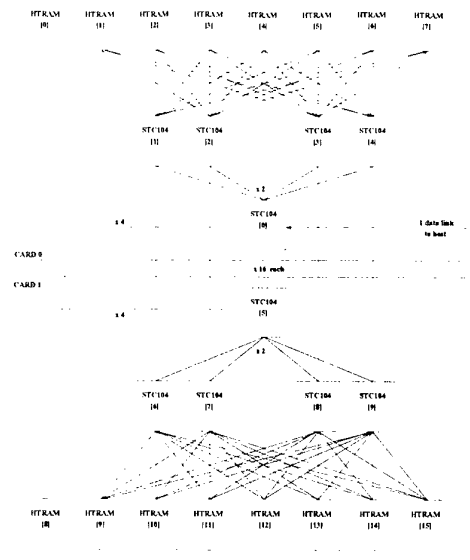 HTRAM HTRAM HTRAM HTRAM HTRAM HTRAM HTRAM HTRAM
[0] [1] [2] [3] [4] [5] [6] [7]
STC104 STC104 STC104 STC104
[1] [2] [3] [4]
x 2
STC104
[0]
x 4
1 data link
to host
CARD 0
x 16 each
CARD 1
STC104
[5]
x 4
x 2
STC104 STC104 STC104 STC104
[6] [7] [8] [9]
HTRAM HTRAM HTRAM HTRAM HTRAM HTRAM HTRAM HTRAM
[8] [9] [10] [11] [12] [13] [14] [15]